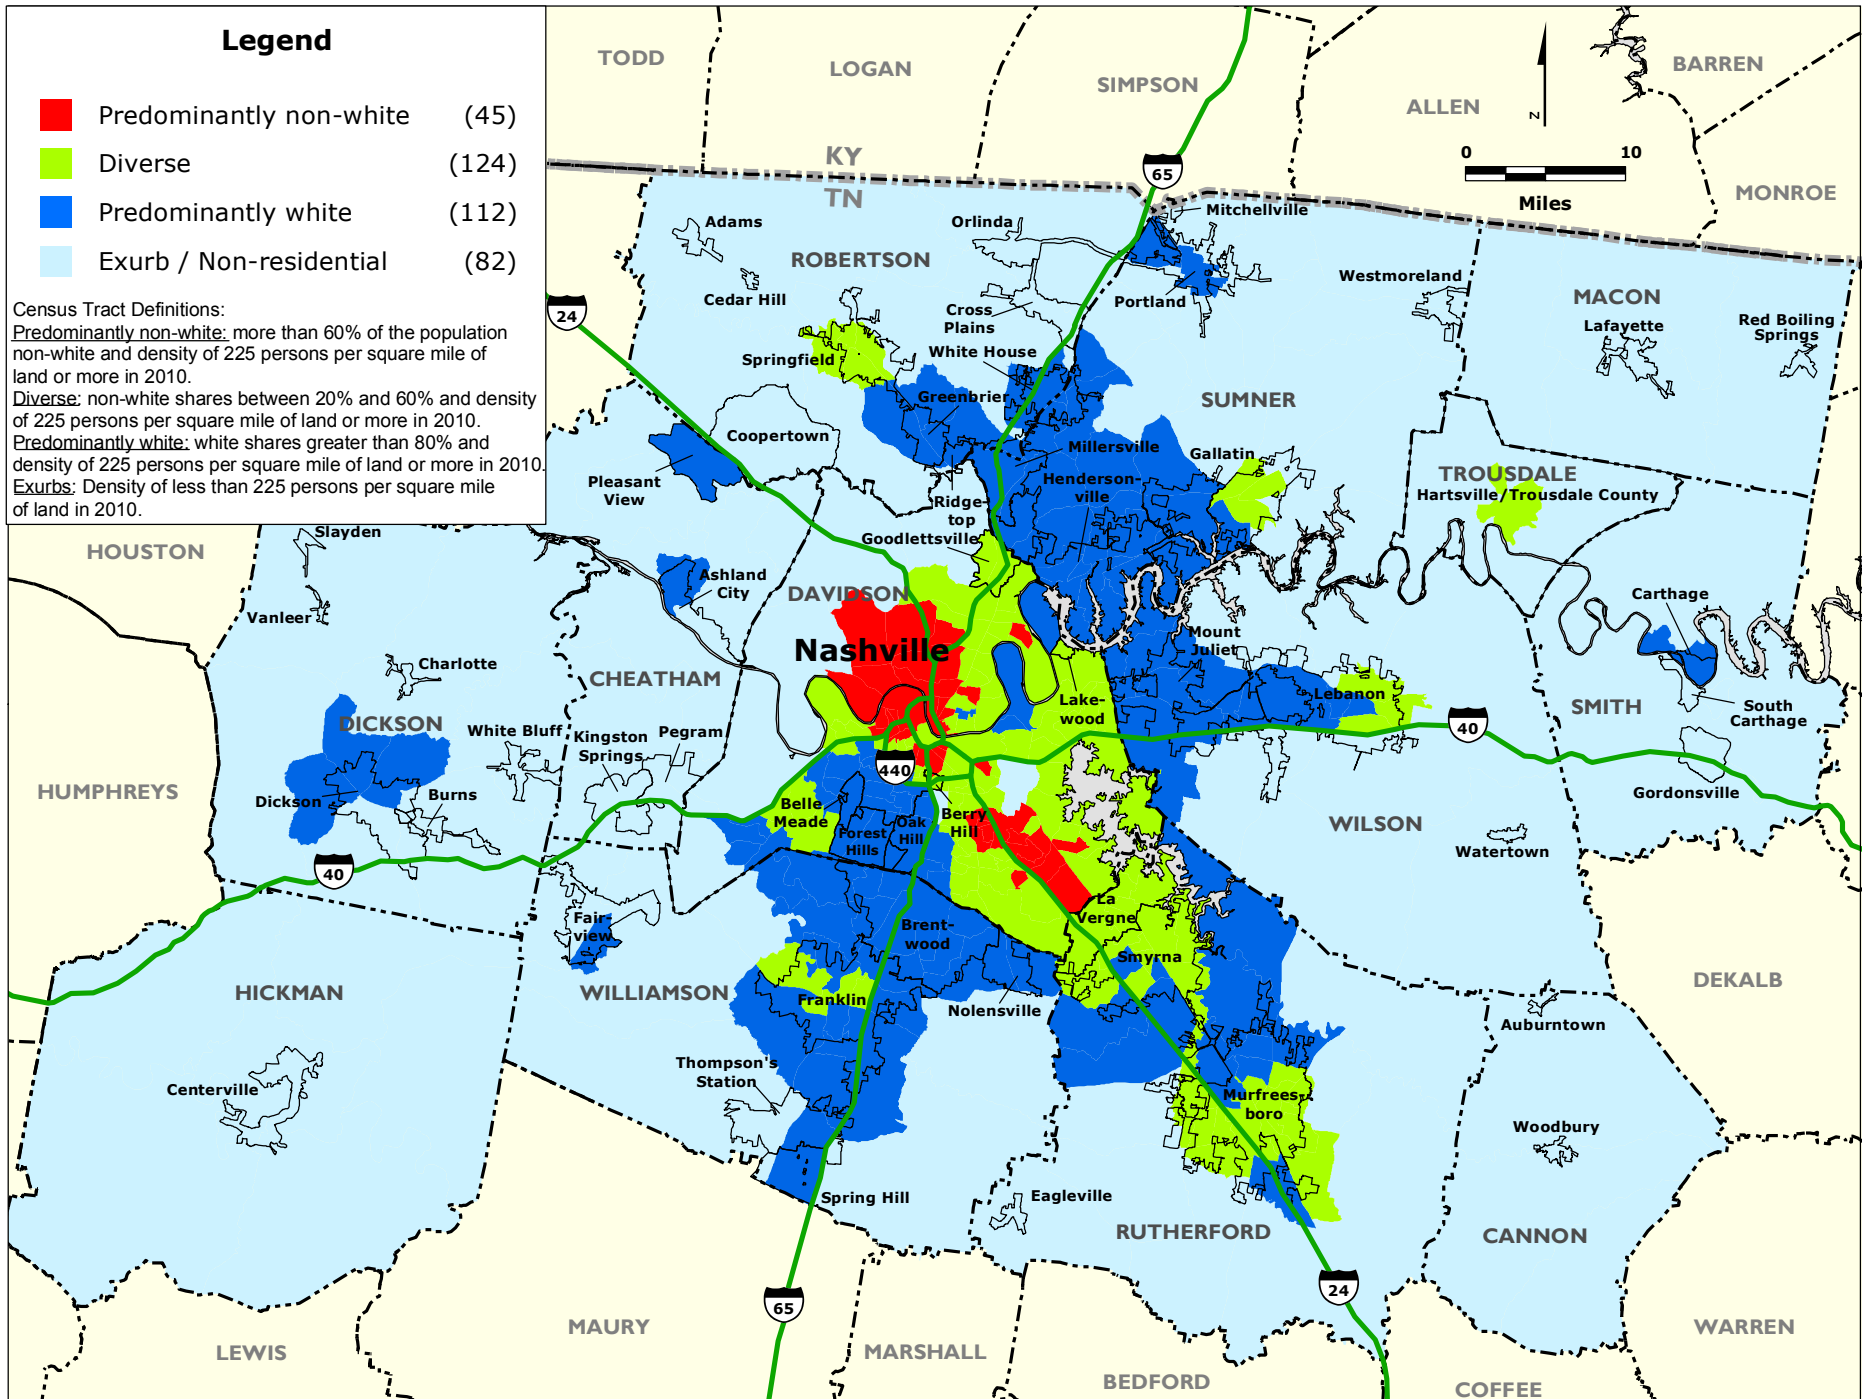 Legend
Predominantly non-white (45)
Diverse (124)
Predominantly white (112)
Exurb / Non-residential (82)
Census Tract Definitions:
Predominantly non-white: more than 60% of the population
non-white and density of 225 persons per square mile of
land or more in 2010.
Diverse: non-white shares between 20% and 60% and density
of 225 persons per square mile of land or more in 2010.
Predominantly white: white shares greater than 80% and
density of 225 persons per square mile of land or more in 2010.
Exurbs: Density of less than 225 persons per square mile
of land in 2010.
TODD
LOGAN
SIMPSON
ALLEN
BARREN
MONROE
N
0 10
Miles
KY
TN
65
Adams
Orlinda
Mitchellville
ROBERTSON
Cedar Hill
Cross
Plains
Portland
Westmoreland
MACON
Lafayette
Red Boiling
Springs
24
Springfield
White House
Greenbrier
SUMNER
Coopertown
Millersville
Gallatin
Henderson-
ville
TROUSDALE
Hartsville/Trousdale County
Pleasant
View
Ridge-
top
Goodlettsville
HOUSTON
Slayden
Vanleer
Ashland
City
DAVIDSON
Nashville
Carthage
Mount
Juliet
Charlotte
CHEATHAM
Lebanon
Lake-
wood
SMITH
South
Carthage
DICKSON
White Bluff
Kingston
Springs
Pegram
40
440
HUMPHREYS
Dickson
Burns
Belle
Meade
Forest
Hills
Oak
Hill
Berry
Hill
Gordonsville
WILSON
Watertown
40
La
Vergne
Fair-
view
Brent-
wood
Smyrna
HICKMAN
WILLIAMSON
Franklin
Nolensville
DEKALB
Auburntown
Thompson's
Station
Centerville
Murfrees-
boro
Woodbury
Spring Hill
Eagleville
RUTHERFORD
CANNON
65
24
MAURY
LEWIS
MARSHALL
BEDFORD
COFFEE
WARREN